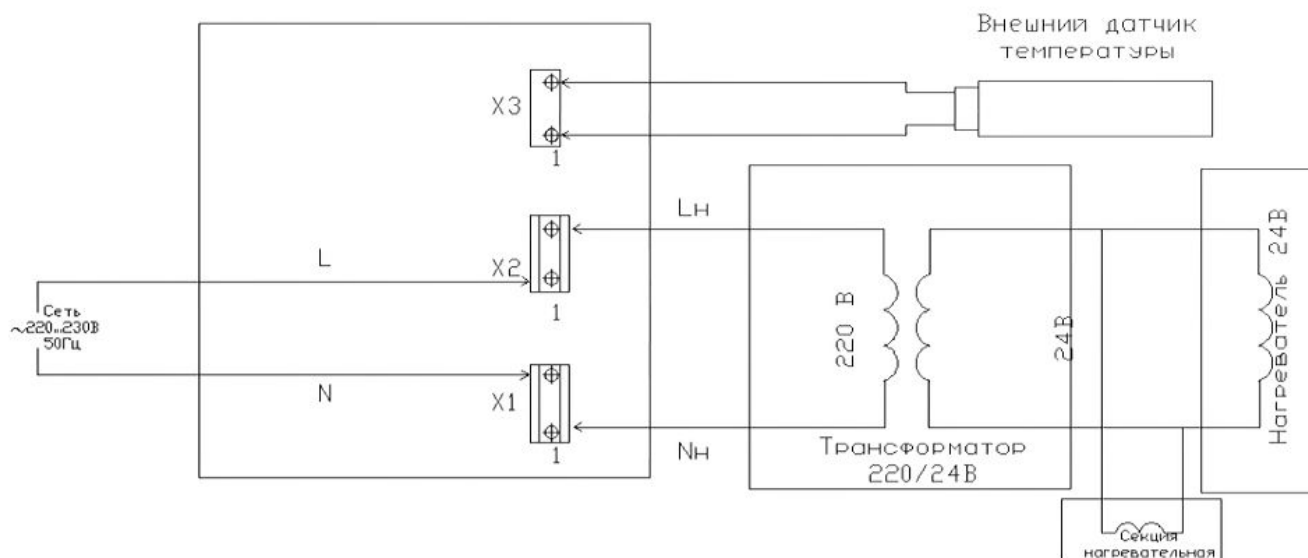 Внешний датчик
температуры
X3
1
Lн
L
X2
1
Сеть
~220...230В
50Гц
N
X1
1
Nн
220 В
24В
Трансформатор
220/24В
Нагреватель 24В
Секция
нагревательная